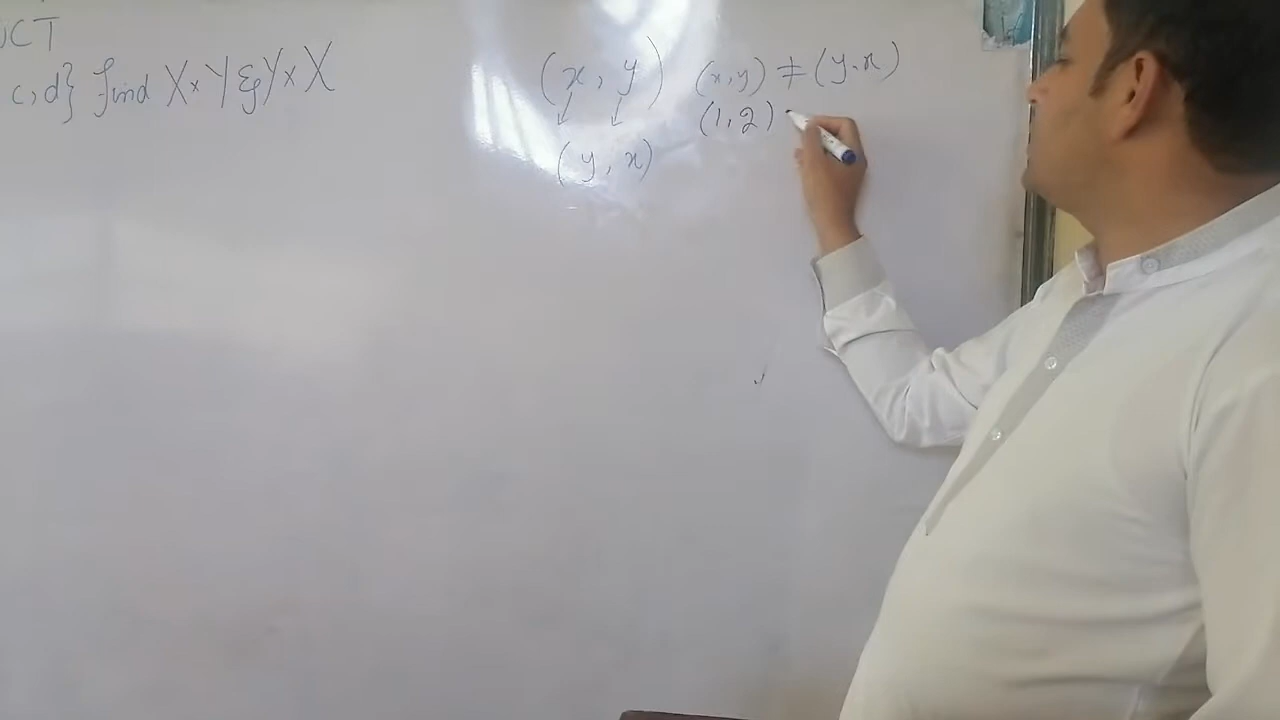 UCT
c,d} find X×Y & Y×X
(x, y) (x,y) ≠ (y.x)
(1,2)
(y, x)